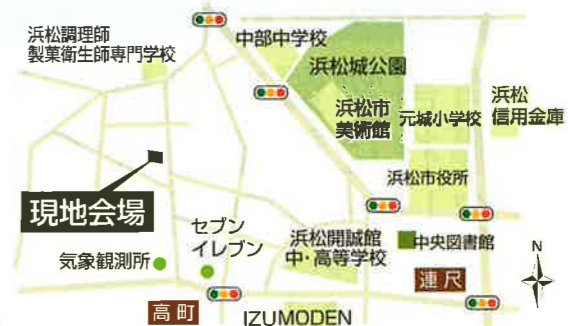 浜松調理師
製菓衛生師専門学校
中部中学校
浜松城公園
浜松市
美術館
元城小学校
浜松
信用金庫
浜松市役所
現地会場
セブン
イレブン
気象観測所
浜松開誠館
中・高等学校
中央図書館
連尺
N
高町
IZUMODEN